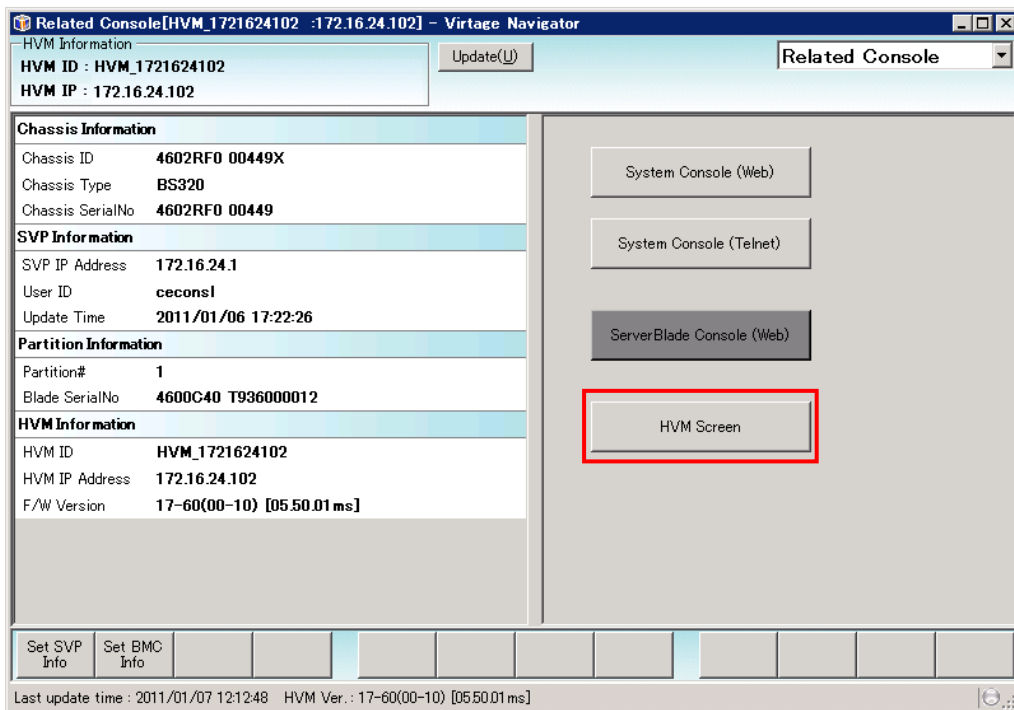 Related Console[HVM_1721624102 :172.16.24.102] - Virtage Navigator
HVM Information
HVM ID : HVM_1721624102
HVM IP : 172.16.24.102
Update(U)
Related Console
Chassis Information
Chassis ID 4602RF0 00449X
Chassis Type BS320
Chassis SerialNo 4602RF0 00449
SVP Information
SVP IP Address 172.16.24.1
User ID ceconsl
Update Time 2011/01/06 17:22:26
Partition Information
Partition# 1
Blade SerialNo 4600C40 T936000012
HVM Information
HVM ID HVM_1721624102
HVM IP Address 172.16.24.102
F/W Version 17-60(00-10) [05.50.01 ms]
System Console (Web)
System Console (Telnet)
ServerBlade Console (Web)
HVM Screen
Set SVP Info
Set BMC Info
Last update time : 2011/01/07 12:12:48 HVM Ver. : 17-60(00-10) [05.50.01 ms]